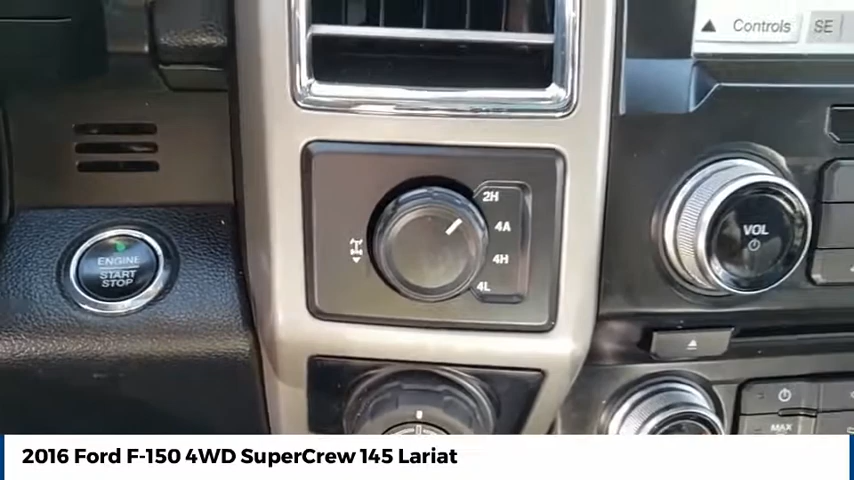 Controls
SE
2H
4A
4H
4L
VOL
ENGINE
START
STOP
MAX
2016 Ford F-150 4WD SuperCrew 145 Lariat